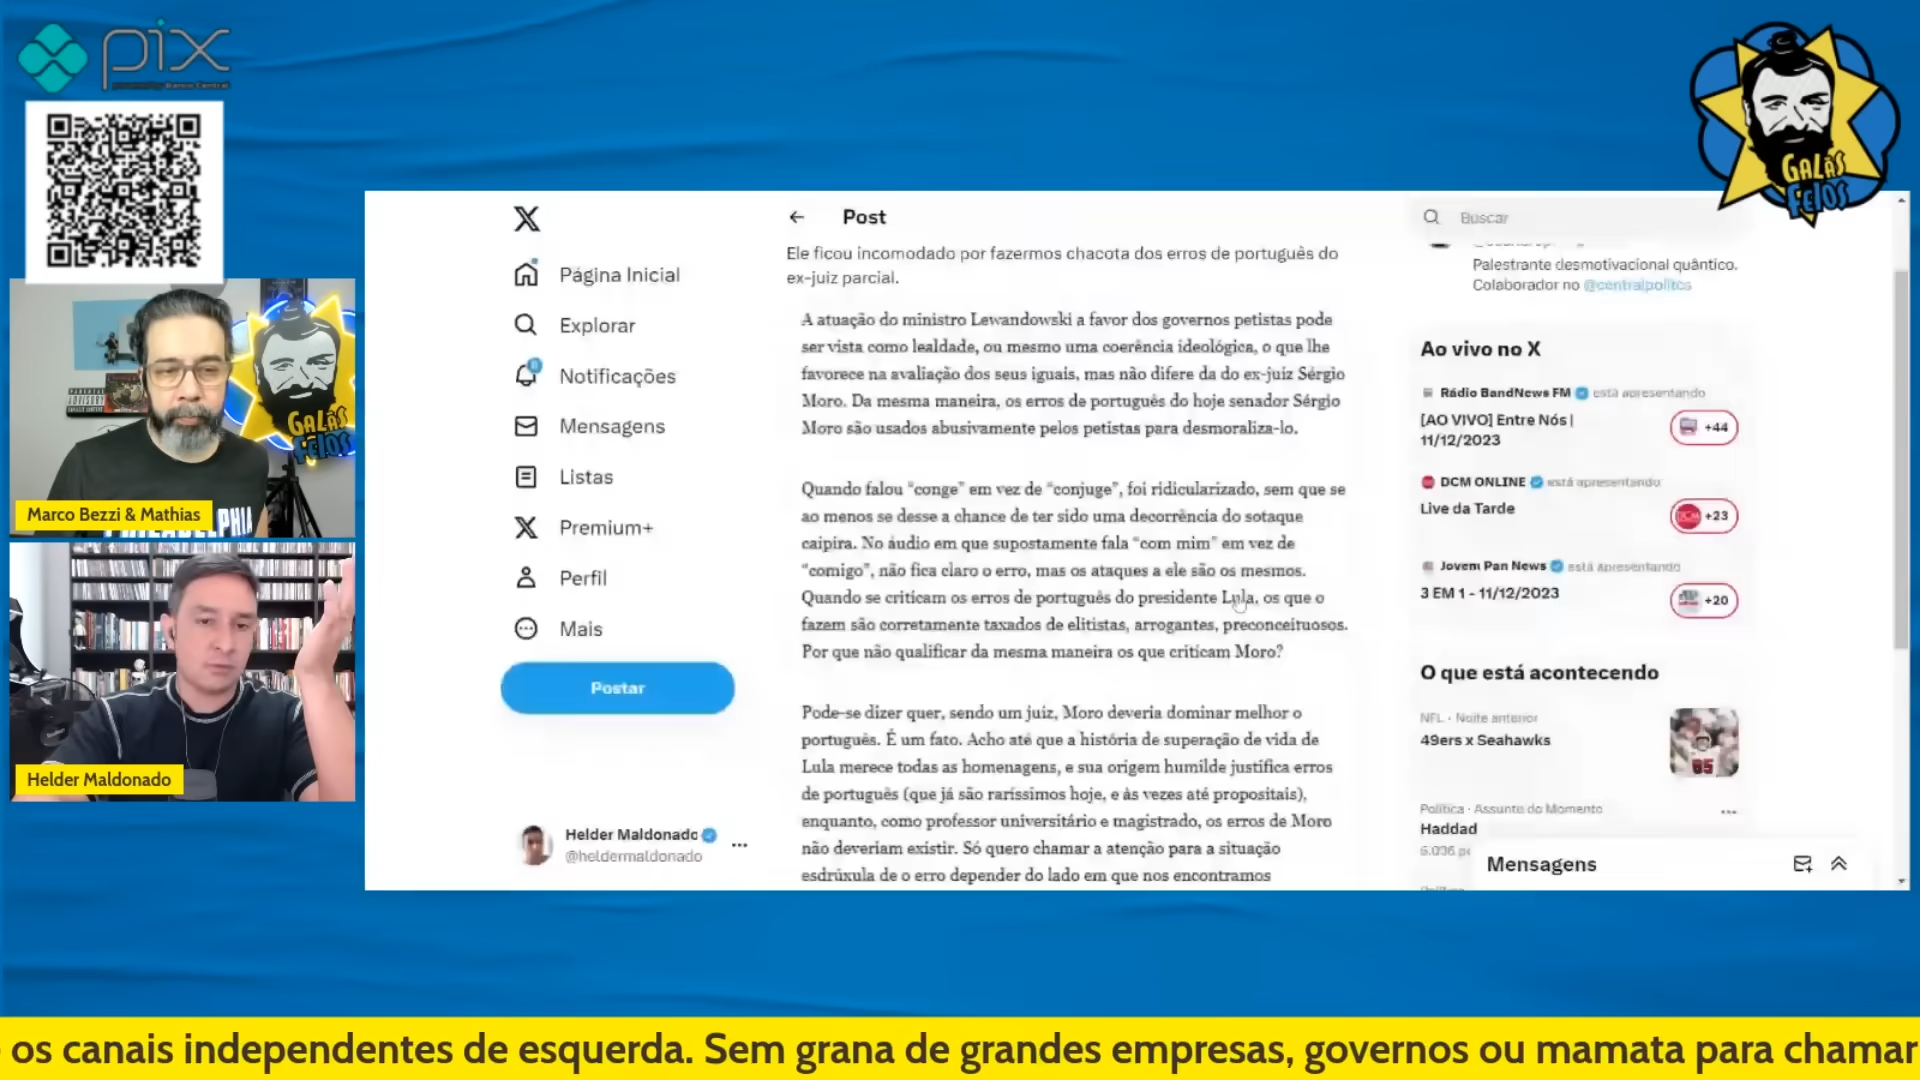 pix
powered by Banco Central
GALÃS
FEIOS
GALÃS
FEIOS
Marco Bezzi & Mathias
Helder Maldonado
Página Inicial
Explorar
Notificações
Mensagens
Listas
Premium+
Perfil
Mais
Postar
Helder Maldonado
@heldermaldonado
Post
Ele ficou incomodado por fazermos chacota dos erros de português do
ex-juiz parcial.
A atuação do ministro Lewandowski a favor dos governos petistas pode
ser vista como lealdade, ou mesmo uma coerência ideológica, o que lhe
favorece na avaliação dos seus iguais, mas não difere da do ex-juiz Sérgio
Moro. Da mesma maneira, os erros de português do hoje senador Sérgio
Moro são usados abusivamente pelos petistas para desmoraliza-lo.
Quando falou “conge” em vez de “conjuge”, foi ridicularizado, sem que se
ao menos se desse a chance de ter sido uma decorrência do sotaque
caipira. No áudio em que supostamente fala “com mim” em vez de
“comigo”, não fica claro o erro, mas os ataques a ele são os mesmos.
Quando se criticam os erros de português do presidente Lula, os que o
fazem são corretamente taxados de elitistas, arrogantes, preconceituosos.
Por que não qualificar da mesma maneira os que criticam Moro?
Pode-se dizer quer, sendo um juiz, Moro deveria dominar melhor o
português. É um fato. Acho até que a história de superação de vida de
Lula merece todas as homenagens, e sua origem humilde justifica erros
de português (que já são raríssimos hoje, e às vezes até propositais),
enquanto, como professor universitário e magistrado, os erros de Moro
não deveriam existir. Só quero chamar a atenção para a situação
esdrúxula de o erro depender do lado em que nos encontramos
Buscar
Palestrante desmotivacional quântico.
Colaborador no @centralpolitcs
Ao vivo no X
Rádio BandNews FM está apresentando
[AO VIVO] Entre Nós |
11/12/2023
+44
DCM ONLINE está apresentando
Live da Tarde
+23
Jovem Pan News está apresentando
3 EM 1 - 11/12/2023
+20
O que está acontecendo
NFL · Noite anterior
49ers x Seahawks
Política · Assunto do Momento
Haddad
Mensagens
os canais independentes de esquerda. Sem grana de grandes empresas, governos ou mamata para chamar